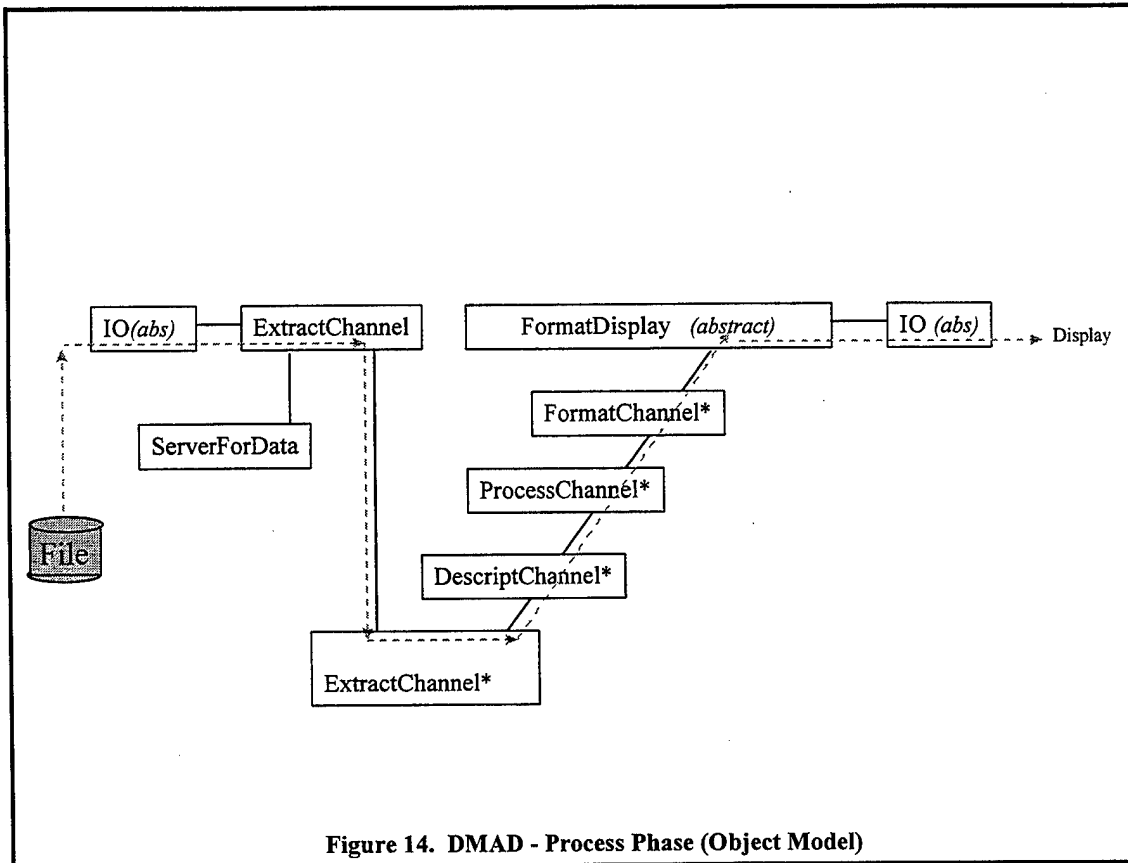 IO(abs)
ExtractChannel
FormatDisplay (abstract)
IO (abs)
Display
FormatChannel*
ServerForData
ProcessChannel*
File
DescriptChannel*
ExtractChannel*
Figure 14. DMAD - Process Phase (Object Model)